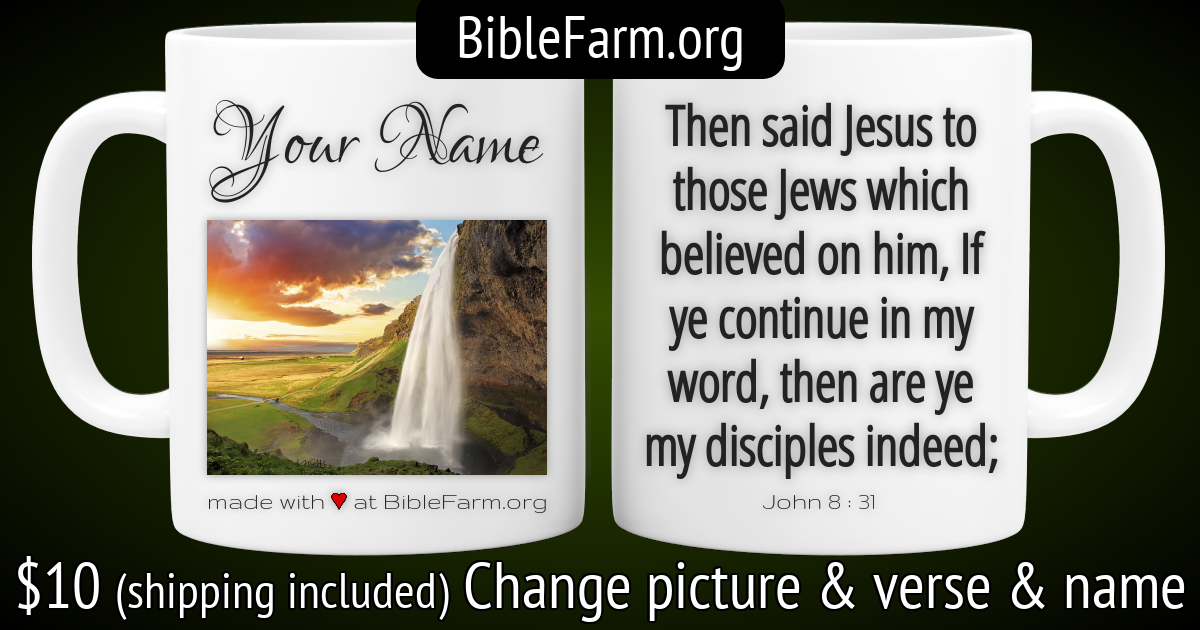 BibleFarm.org
Your Name
made with ♥ at BibleFarm.org
Then said Jesus to
those Jews which
believed on him, If
ye continue in my
word, then are ye
my disciples indeed;
John 8 : 31
$10 (shipping included) Change picture & verse & name